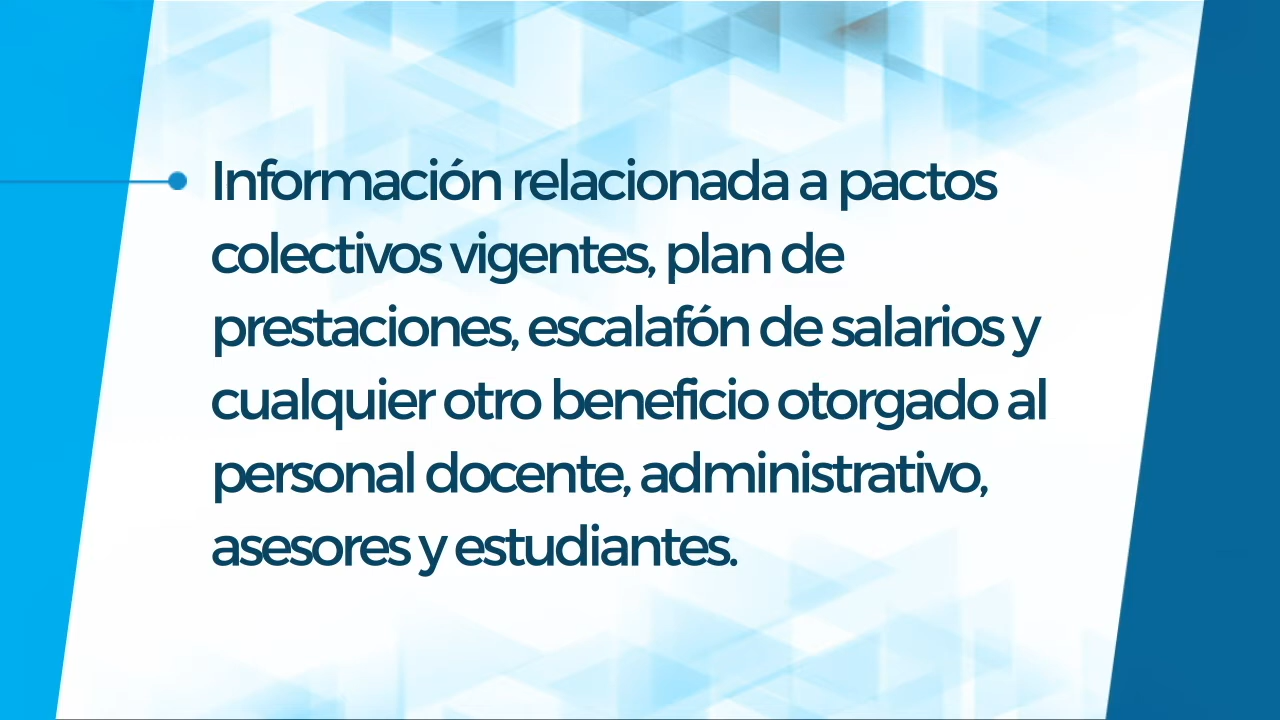 Información relacionada a pactos
colectivos vigentes, plan de
prestaciones, escalafón de salarios y
cualquier otro beneficio otorgado al
personal docente, administrativo,
asesores y estudiantes.